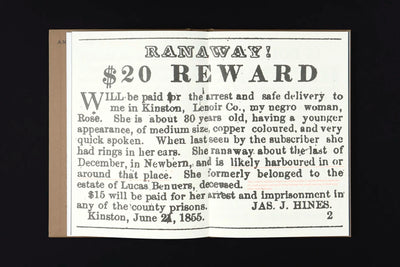 RANAWAY!
$20 REWARD
WILL be paid for the arrest and safe delivery to
me in Kinston, Lenoir Co., my negro woman,
Rose. She is about 30 years old, having a younger
appearance, of medium size, copper coloured, and very
quick spoken. When last seen by the subscriber she
had rings in her ears. She ranaway about the last of
December, in Newbern, and is likely harboured in or
around that place. She formerly belonged to the
estate of Lucas Benners, deceased.
$15 will be paid for her arrest and imprisonment in
any of the county prisons. JAS. J. HINES.
Kinston, June 1855. 2